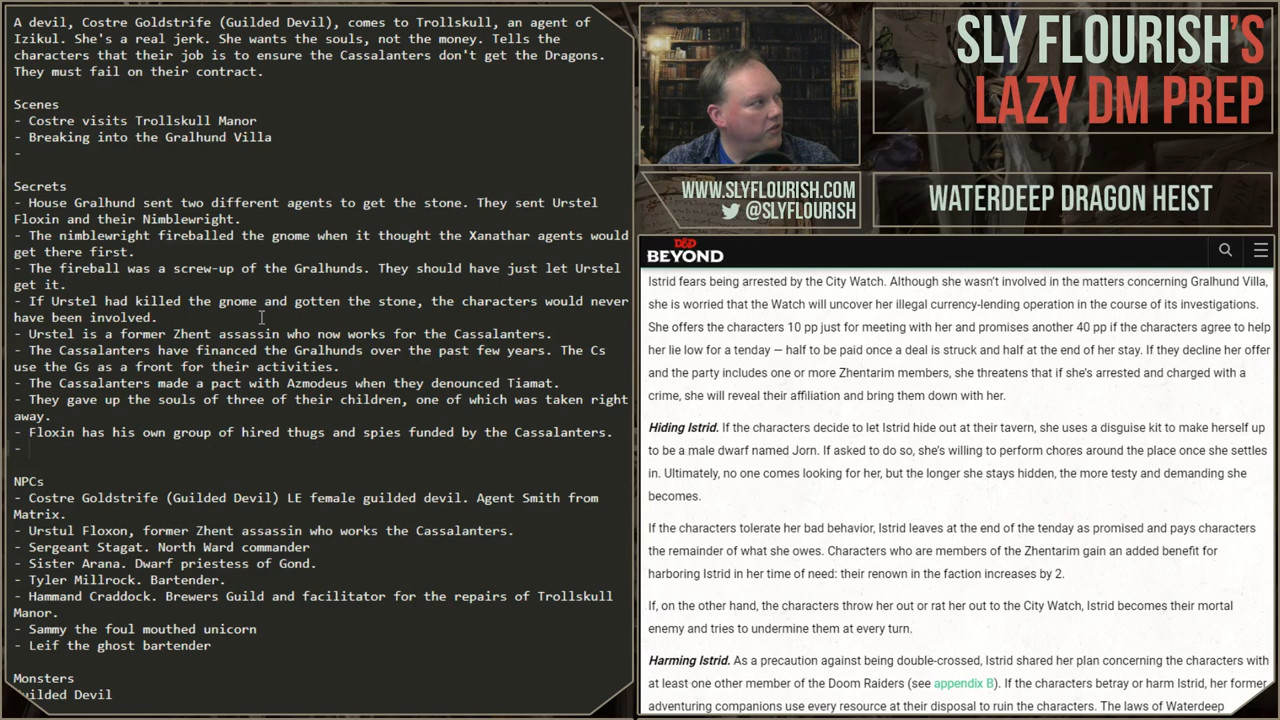 A devil, Costre Goldstrife (Guilded Devil), comes to Trollskull, an agent of
Izikul. She's a real jerk. She wants the souls, not the money. Tells the
characters that their job is to ensure the Cassalanters don't get the Dragons.
They must fail on their contract.
Scenes
- Costre visits Trollskull Manor
- Breaking into the Gralhund Villa
-
Secrets
- House Gralhund sent two different agents to get the stone. They sent Urstel
Floxin and their Nimblewright.
- The nimblewright fireballed the gnome when it thought the Xanathar agents would
get there first.
- The fireball was a screw-up of the Gralhunds. They should have just let Urstel
get it.
- If Urstel had killed the gnome and gotten the stone, the characters would never
have been involved.
- Urstel is a former Zhent assassin who now works for the Cassalanters.
- The Cassalanters have financed the Gralhunds over the past few years. The Cs
use the Gs as a front for their activities.
- The Cassalanters made a pact with Azmodeus when they denounced Tiamat.
- They gave up the souls of three of their children, one of which was taken right
away.
- Floxin has his own group of hired thugs and spies funded by the Cassalanters.
-
NPCs
- Costre Goldstrife (Guilded Devil) LE female guilded devil. Agent Smith from
Matrix.
- Urstul Floxon, former Zhent assassin who works the Cassalanters.
- Sergeant Stagat. North Ward commander
- Sister Arana. Dwarf priestess of Gond.
- Tyler Millrock. Bartender.
- Hammand Craddock. Brewers Guild and facilitator for the repairs of Trollskull
Manor.
- Sammy the foul mouthed unicorn
- Leif the ghost bartender
Monsters
Guilded Devil
SLY FLOURISH'S
LAZY DM PREP
WWW.SLYFLOURISH.COM
@SLYFLOURISH
WATERDEEP DRAGON HEIST
D&D
BEYOND
Istrid fears being arrested by the City Watch. Although she wasn't involved in the matters concerning Gralhund Villa,
she is worried that the Watch will uncover her illegal currency-lending operation in the course of its investigations.
She offers the characters 10 pp just for meeting with her and promises another 40 pp if the characters agree to help
her lie low for a tenday — half to be paid once a deal is struck and half at the end of her stay. If they decline her offer
and the party includes one or more Zhentarim members, she threatens that if she's arrested and charged with a
crime, she will reveal their affiliation and bring them down with her.
Hiding Istrid. If the characters decide to let Istrid hide out at their tavern, she uses a disguise kit to make herself up
to be a male dwarf named Jorn. If asked to do so, she's willing to perform chores around the place once she settles
in. Ultimately, no one comes looking for her, but the longer she stays hidden, the more testy and demanding she
becomes.
If the characters tolerate her bad behavior, Istrid leaves at the end of the tenday as promised and pays characters
the remainder of what she owes. Characters who are members of the Zhentarim gain an added benefit for
harboring Istrid in her time of need: their renown in the faction increases by 2.
If, on the other hand, the characters throw her out or rat her out to the City Watch, Istrid becomes their mortal
enemy and tries to undermine them at every turn.
Harming Istrid. As a precaution against being double-crossed, Istrid shared her plan concerning the characters with
at least one other member of the Doom Raiders (see appendix B). If the characters betray or harm Istrid, her former
adventuring companions use every resource at their disposal to ruin the characters. The laws of Waterdeep